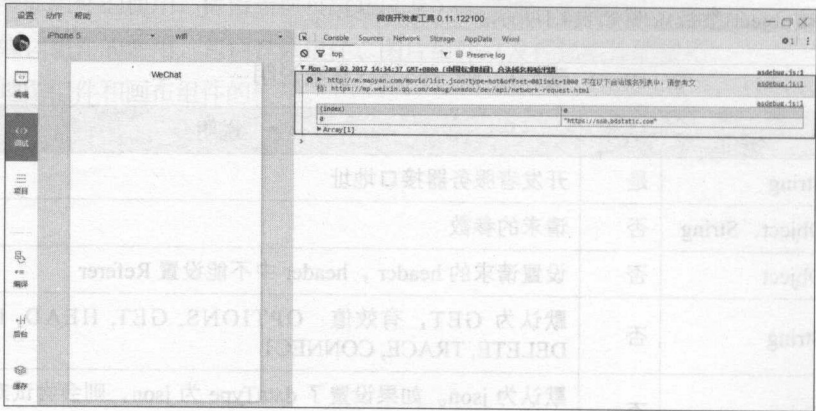 设置 动作 帮助
微信开发者工具 0.11.122100
iPhone 5 wifi
Console Sources Network Storage AppData Wxml
1
top Preserve log
编辑
WeChat
Mon Jan 02 2017 14:34:37 GMT+0800 (中国标准时间) 合法域名校验出错
asdebug.js:1
http://m.maoyan.com/movie/list.json?type=hot&offset=0&limit=1000 不在以下合法域名列表中，请参考文
asdebug.js:1
档：https://mp.weixin.qq.com/debug/wxadoc/dev/api/network-request.html
asdebug.js:1
(index) 0
0 "https://ssb.bdstatic.com"
Array[1]
调试
项目
编译
后台
缓存
String 是 开发者服务器接口地址
Object、String 否 请求的参数
Object 否 设置请求的 header，header 中不能设置 Referer
String 否 默认为 GET，有效值 OPTIONS, GET, HEAD,
DELETE, TRACE, CONNECT
否 默认为 json。如果设置了 dataType 为 json，则会